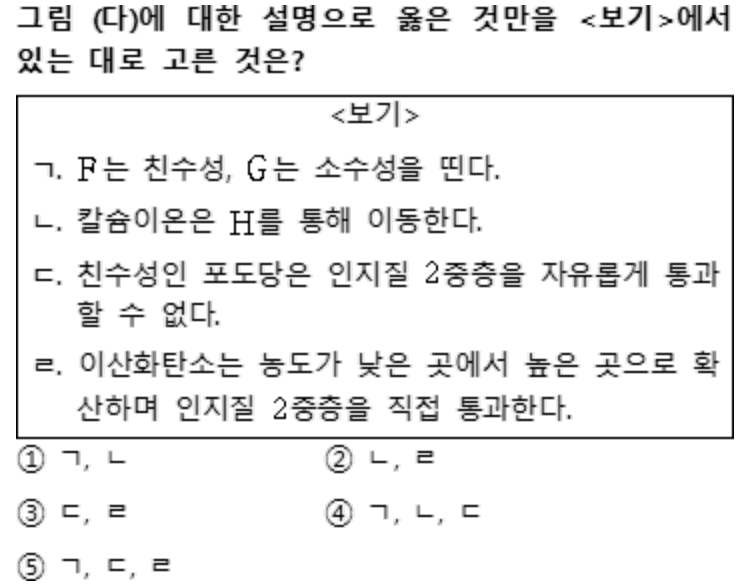 그림 (다)에 대한 설명으로 옳은 것만을 <보기>에서
있는 대로 고른 것은?
<보기>
ㄱ. F는 친수성, G는 소수성을 띤다.
ㄴ. 칼슘이온은 H를 통해 이동한다.
ㄷ. 친수성인 포도당은 인지질 2중층을 자유롭게 통과
할 수 없다.
ㄹ. 이산화탄소는 농도가 낮은 곳에서 높은 곳으로 확
산하며 인지질 2중층을 직접 통과한다.
① ㄱ, ㄴ ② ㄴ, ㄹ
③ ㄷ, ㄹ ④ ㄱ, ㄴ, ㄷ
⑤ ㄱ, ㄷ, ㄹ